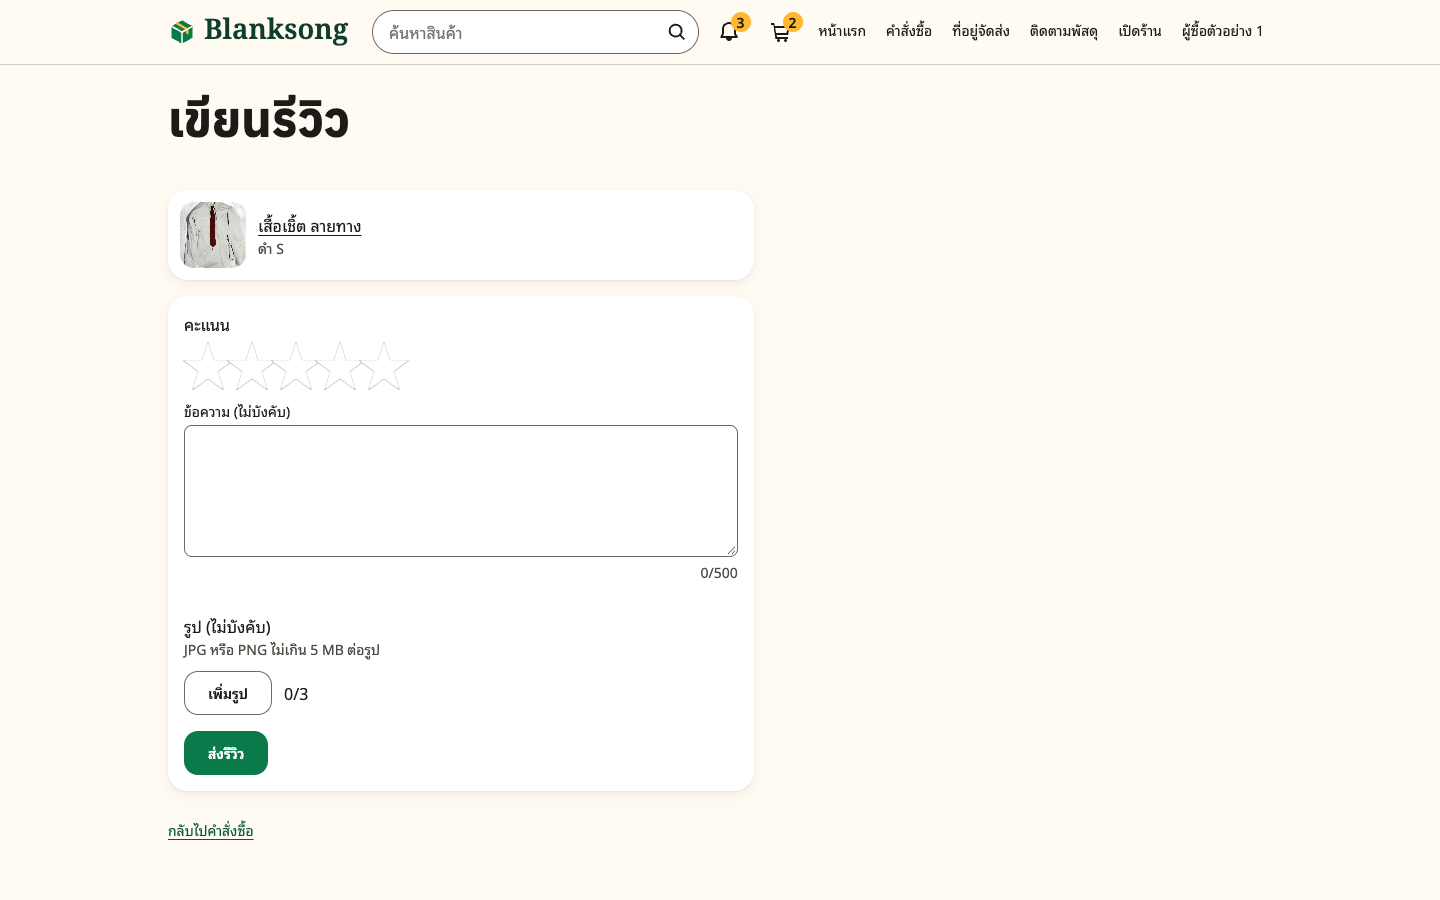 Blanksong
ค้นหาสินค้า
3
2
หน้าแรก
คำสั่งซื้อ
ที่อยู่จัดส่ง
ติดตามพัสดุ
เปิดร้าน
ผู้ซื้อตัวอย่าง 1
เขียนรีวิว
เสื้อเชิ้ต ลายทาง
ดำ S
คะแนน
ข้อความ (ไม่บังคับ)
0/500
รูป (ไม่บังคับ)
JPG หรือ PNG ไม่เกิน 5 MB ต่อรูป
เพิ่มรูป
0/3
ส่งรีวิว
กลับไปคำสั่งซื้อ